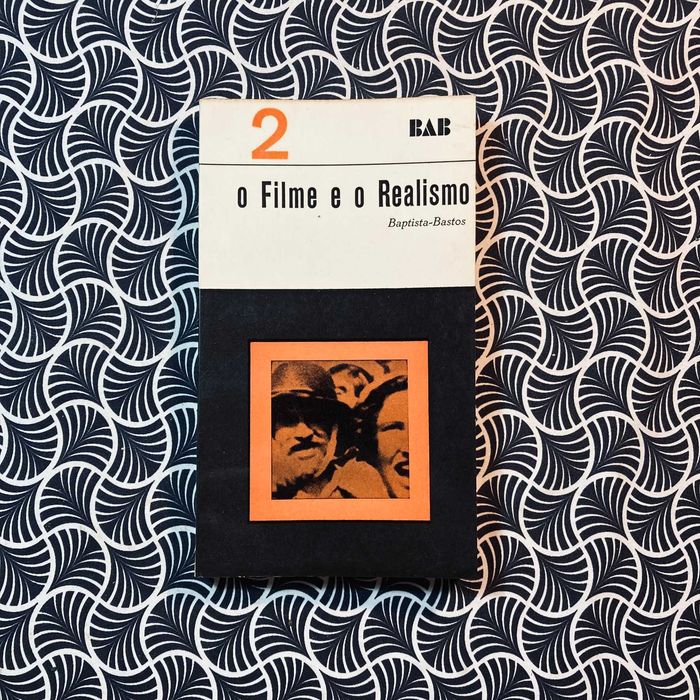 2
BAB
o Filme e o Realismo
Baptista-Bastos